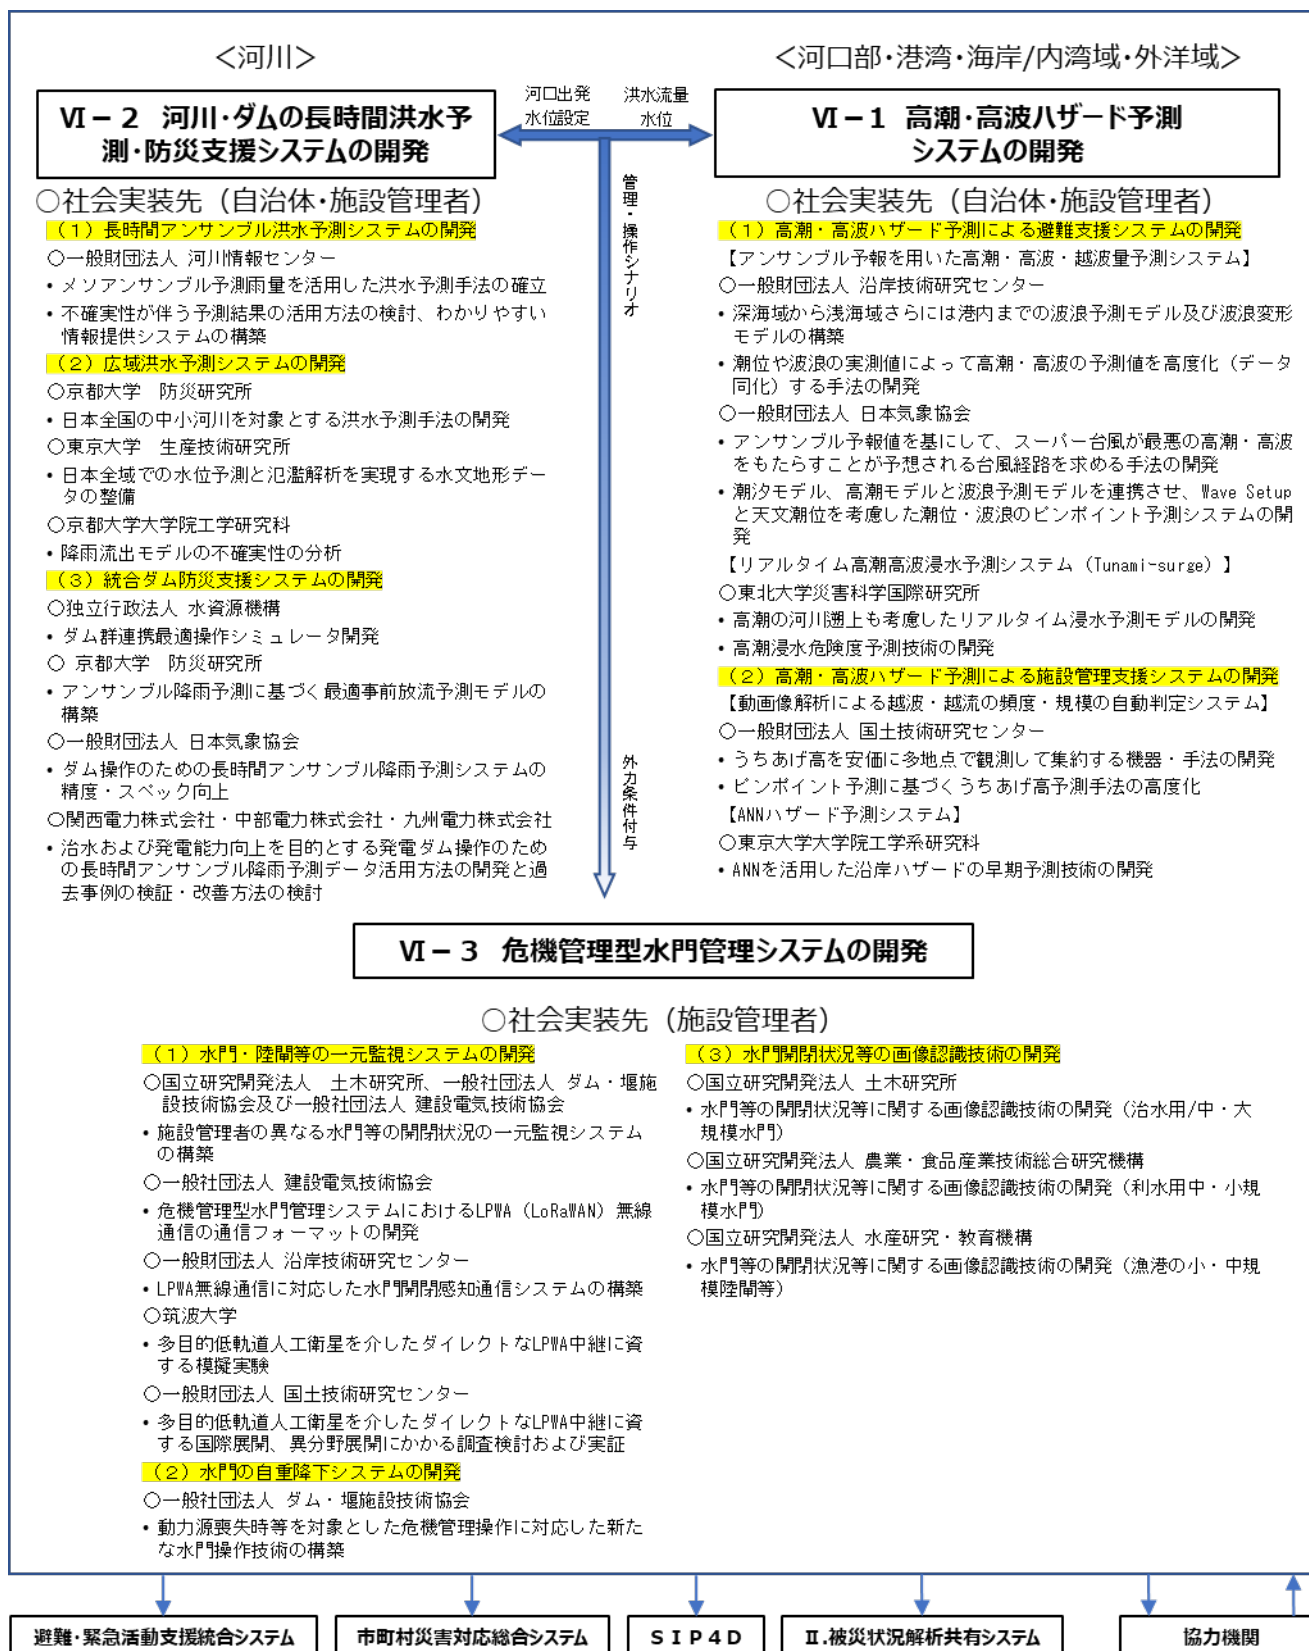 ＜河川＞
Ⅵ－２ 河川・ダムの長時間洪水予
測・防災支援システムの開発
○社会実装先（自治体・施設管理者）
（１）長時間アンサンブル洪水予測システムの開発
○一般財団法人 河川情報センター
• メソアンサンブル予測雨量を活用した洪水予測手法の確立
• 不確実性が伴う予測結果の活用方法の検討、わかりやすい
情報提供システムの構築
（２）広域洪水予測システムの開発
○京都大学　防災研究所
• 日本全国の中小河川を対象とする洪水予測手法の開発
○東京大学　生産技術研究所
• 日本全域での水位予測と氾濫解析を実現する水文地形デー
タの整備
○京都大学大学院工学研究科
• 降雨流出モデルの不確実性の分析
（３）統合ダム防災支援システムの開発
○独立行政法人 水資源機構
• ダム群連携最適操作シミュレータ開発
○ 京都大学　防災研究所
• アンサンブル降雨予測に基づく最適事前放流予測モデルの
構築
○一般財団法人 日本気象協会
• ダム操作のための長時間アンサンブル降雨予測システムの
精度・スペック向上
○関西電力株式会社・中部電力株式会社・九州電力株式会社
• 治水および発電能力向上を目的とする発電ダム操作のため
の長時間アンサンブル降雨予測データ活用方法の開発と過
去事例の検証・改善方法の検討
河口出発
水位設定
洪水流量
水位
管理・操作シナリオ
外力条件付与
＜河口部・港湾・海岸/内湾域・外洋域＞
Ⅵ－１ 高潮・高波ハザード予測
システムの開発
○社会実装先（自治体・施設管理者）
（１）高潮・高波ハザード予測による避難支援システムの開発
【アンサンブル予報を用いた高潮・高波・越波量予測システム】
○一般財団法人 沿岸技術研究センター
• 深海域から浅海域さらには港内までの波浪予測モデル及び波浪変形
モデルの構築
• 潮位や波浪の実測値によって高潮・高波の予測値を高度化（データ
同化）する手法の開発
○一般財団法人 日本気象協会
• アンサンブル予報値を基にして、スーパー台風が最悪の高潮・高波
をもたらすことが予想される台風経路を求める手法の開発
• 潮汐モデル、高潮モデルと波浪予測モデルを連携させ、Wave Setup
と天文潮位を考慮した潮位・波浪のピンポイント予測システムの開
発
【リアルタイム高潮高波浸水予測システム（Tunami-surge）】
○東北大学災害科学国際研究所
• 高潮の河川遡上も考慮したリアルタイム浸水予測モデルの開発
• 高潮浸水危険度予測技術の開発
（２）高潮・高波ハザード予測による施設管理支援システムの開発
【動画像解析による越波・越流の頻度・規模の自動判定システム】
○一般財団法人 国土技術研究センター
• うちあげ高を安価に多地点で観測して集約する機器・手法の開発
• ピンポイント予測に基づくうちあげ高予測手法の高度化
【ANNハザード予測システム】
○東京大学大学院工学系研究科
• ANNを活用した沿岸ハザードの早期予測技術の開発
Ⅵ－３ 危機管理型水門管理システムの開発
○社会実装先（施設管理者）
（１）水門・陸閘等の一元監視システムの開発
○国立研究開発法人　土木研究所、一般社団法人 ダム・堰施
設技術協会及び一般社団法人 建設電気技術協会
• 施設管理者の異なる水門等の開閉状況の一元監視システム
の構築
○一般社団法人 建設電気技術協会
• 危機管理型水門管理システムにおけるLPWA（LoRaWAN）無線
通信の通信フォーマットの開発
○一般財団法人 沿岸技術研究センター
• LPWA無線通信に対応した水門開閉感知通信システムの構築
○筑波大学
• 多目的低軌道人工衛星を介したダイレクトなLPWA中継に資
する模擬実験
○一般財団法人 国土技術研究センター
• 多目的低軌道人工衛星を介したダイレクトなLPWA中継に資
する国際展開、異分野展開にかかる調査検討および実証
（２）水門の自重降下システムの開発
○一般社団法人 ダム・堰施設技術協会
• 動力源喪失時等を対象とした危機管理操作に対応した新た
な水門操作技術の構築
（３）水門開閉状況等の画像認識技術の開発
○国立研究開発法人 土木研究所
• 水門等の開閉状況等に関する画像認識技術の開発（治水用/中・大
規模水門）
○国立研究開発法人 農業・食品産業技術総合研究機構
• 水門等の開閉状況等に関する画像認識技術の開発（利水用中・小規
模水門）
○国立研究開発法人 水産研究・教育機構
• 水門等の開閉状況等に関する画像認識技術の開発（漁港の小・中規
模陸閘等）
避難・緊急活動支援統合システム
市町村災害対応総合システム
ＳＩＰ４Ｄ
Ⅱ.被災状況解析共有システム
協力機関